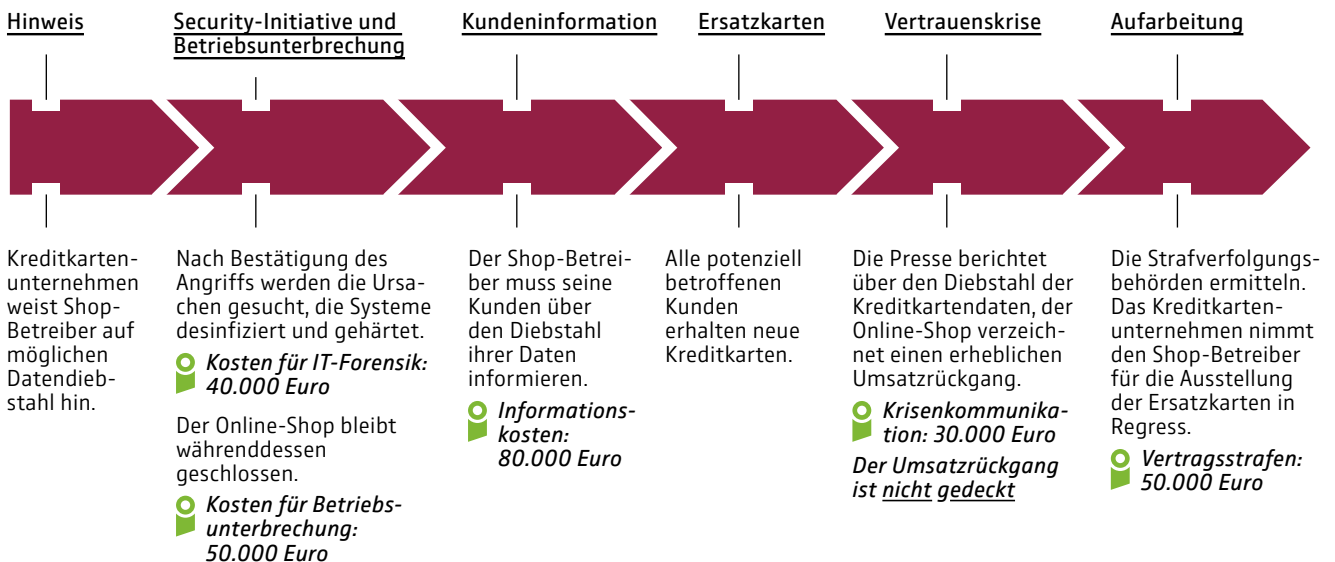 Hinweis
Security-Initiative und
Betriebsunterbrechung
Kundeninformation
Ersatzkarten
Vertrauenskrise
Aufarbeitung
Kreditkarten-
unternehmen
weist Shop-
Betreiber auf
möglichen
Datendieb-
stahl hin.
Nach Bestätigung des
Angriffs werden die Ursa-
chen gesucht, die Systeme
desinfiziert und gehärtet.
Kosten für IT-Forensik:
40.000 Euro
Der Online-Shop bleibt
währenddessen
geschlossen.
Kosten für Betriebs-
unterbrechung:
50.000 Euro
Der Shop-Betrei-
ber muss seine
Kunden über
den Diebstahl
ihrer Daten
informieren.
Informations-
kosten:
80.000 Euro
Alle potenziell
betroffenen
Kunden
erhalten neue
Kreditkarten.
Die Presse berichtet
über den Diebstahl der
Kreditkartendaten, der
Online-Shop verzeich-
net einen erheblichen
Umsatzrückgang.
Krisenkommunika-
tion: 30.000 Euro
Der Umsatzrückgang
ist nicht gedeckt
Die Strafverfolgungs-
behörden ermitteln.
Das Kreditkarten-
unternehmen nimmt
den Shop-Betreiber
für die Ausstellung
der Ersatzkarten in
Regress.
Vertragsstrafen:
50.000 Euro